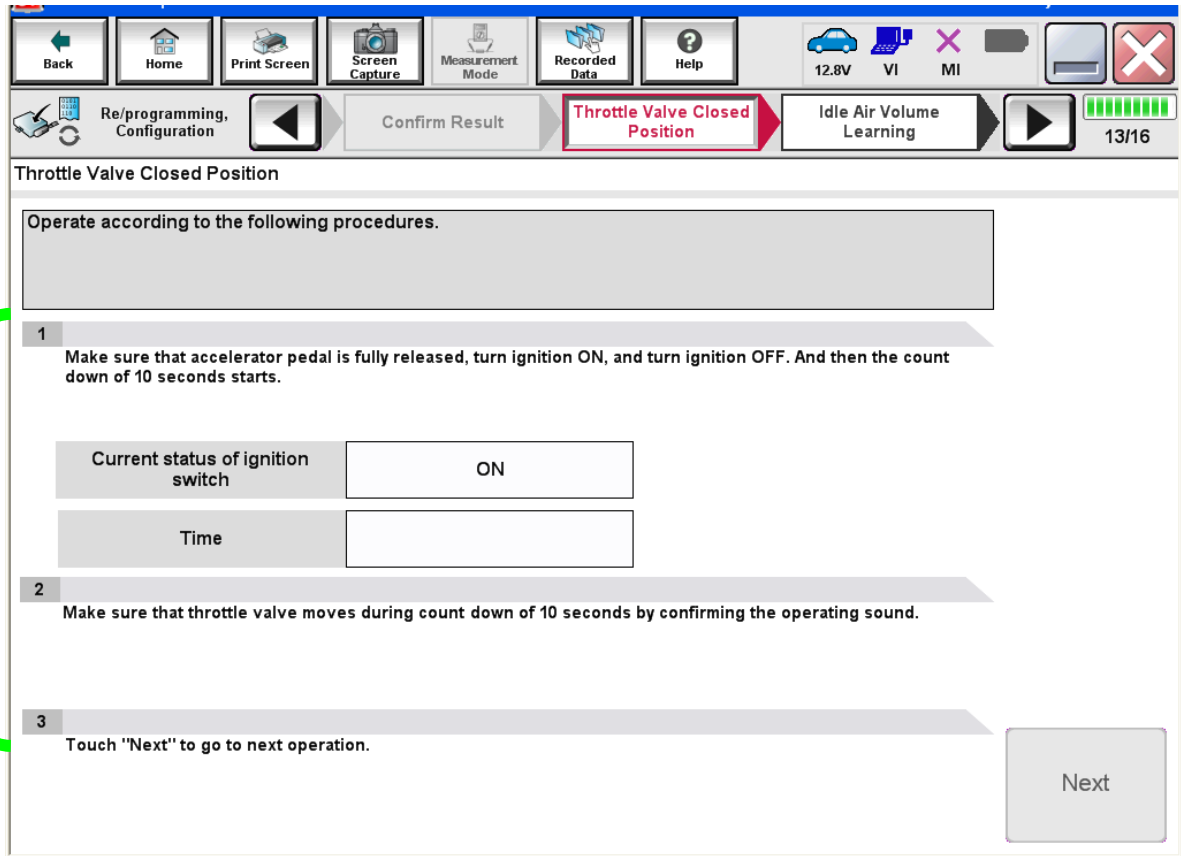 Back
Home
Print Screen
Screen
Capture
Measurement
Mode
Recorded
Data
Help
12.8V
VI
MI
Re/programming,
Configuration
Confirm Result
Throttle Valve Closed
Position
Idle Air Volume
Learning
13/16
Throttle Valve Closed Position
Operate according to the following procedures.
1
Make sure that accelerator pedal is fully released, turn ignition ON, and turn ignition OFF. And then the count
down of 10 seconds starts.
Current status of ignition
switch
ON
Time
2
Make sure that throttle valve moves during count down of 10 seconds by confirming the operating sound.
3
Touch "Next" to go to next operation.
Next